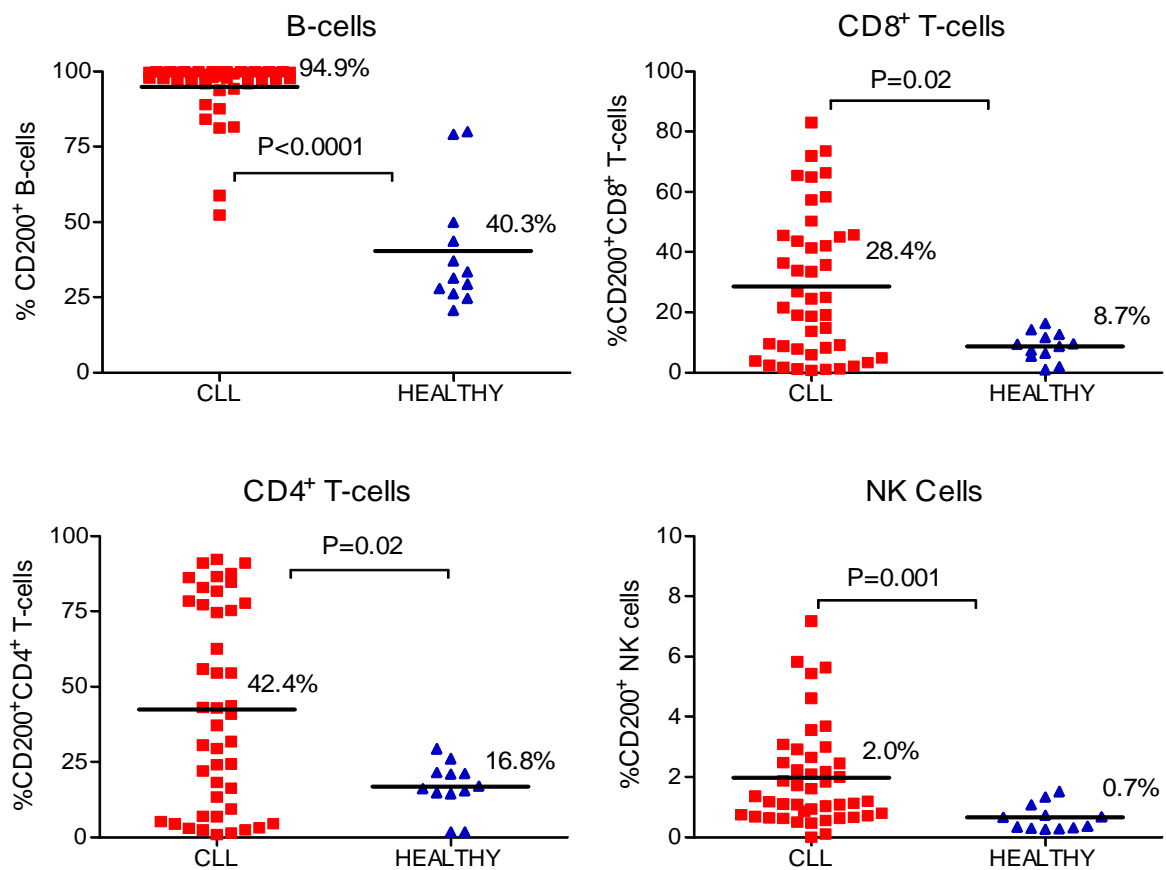 B-cells
% CD200⁺ B-cells
100
75
50
25
0
94.9%
P<0.0001
40.3%
CLL
HEALTHY
CD8⁺ T-cells
%CD200⁺CD8⁺ T-cells
100
80
60
40
20
0
P=0.02
28.4%
8.7%
CLL
HEALTHY
CD4⁺ T-cells
%CD200⁺CD4⁺ T-cells
100
75
50
25
0
P=0.02
42.4%
16.8%
CLL
HEALTHY
NK Cells
%CD200⁺ NK cells
10
8
6
4
2
0
P=0.001
2.0%
0.7%
CLL
HEALTHY